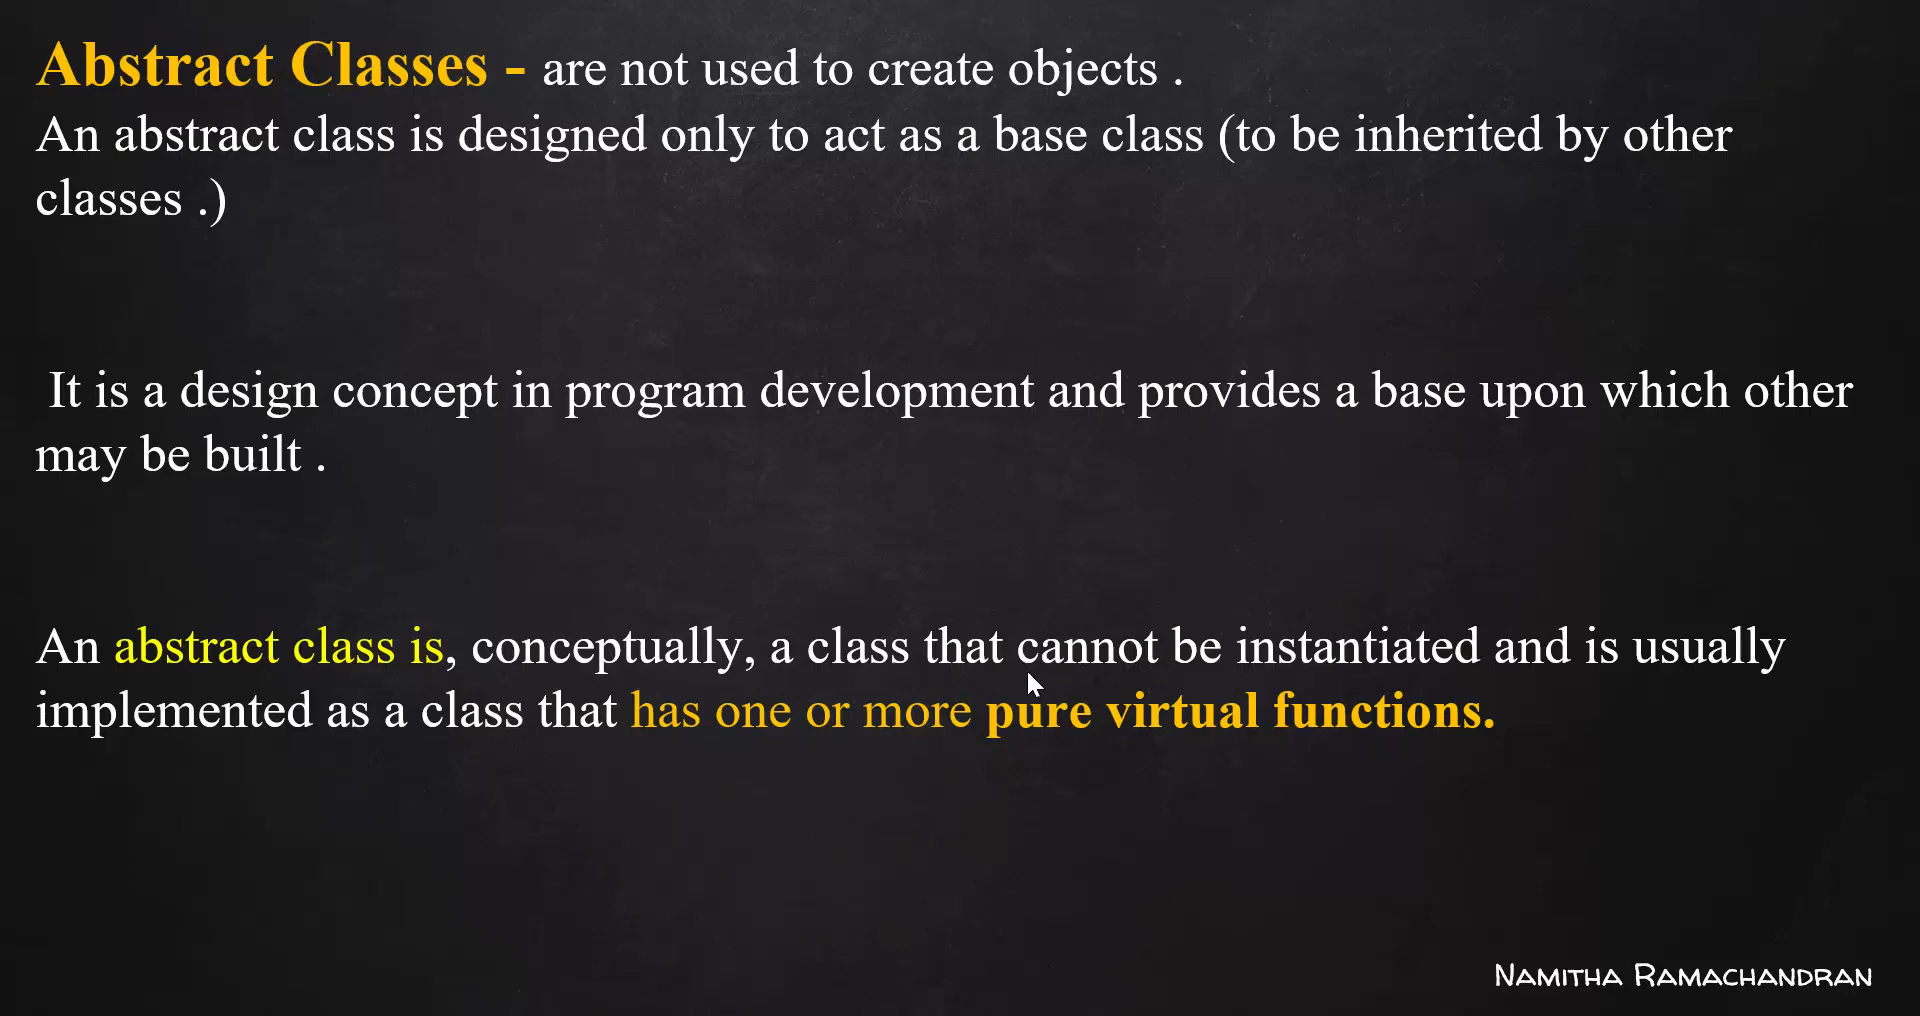 Abstract Classes - are not used to create objects .
An abstract class is designed only to act as a base class (to be inherited by other
classes .)
It is a design concept in program development and provides a base upon which other
may be built .
An abstract class is, conceptually, a class that cannot be instantiated and is usually
implemented as a class that has one or more pure virtual functions.
Namitha Ramachandran